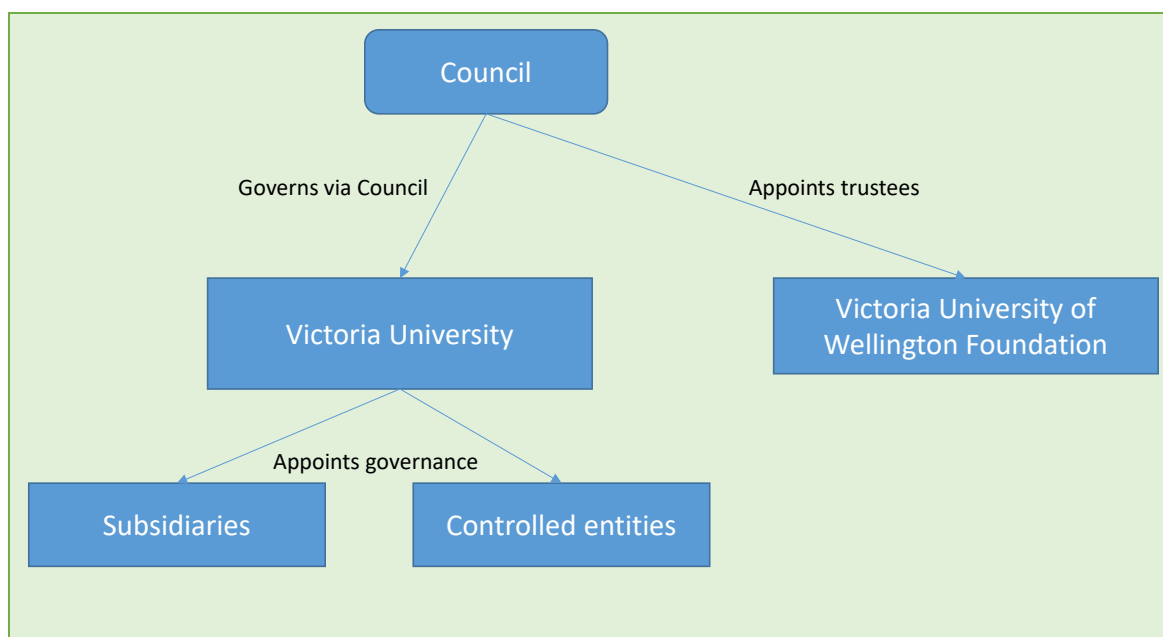 Council
Governs via Council
Appoints trustees
Victoria University
Victoria University of
Wellington Foundation
Appoints governance
Subsidiaries
Controlled entities